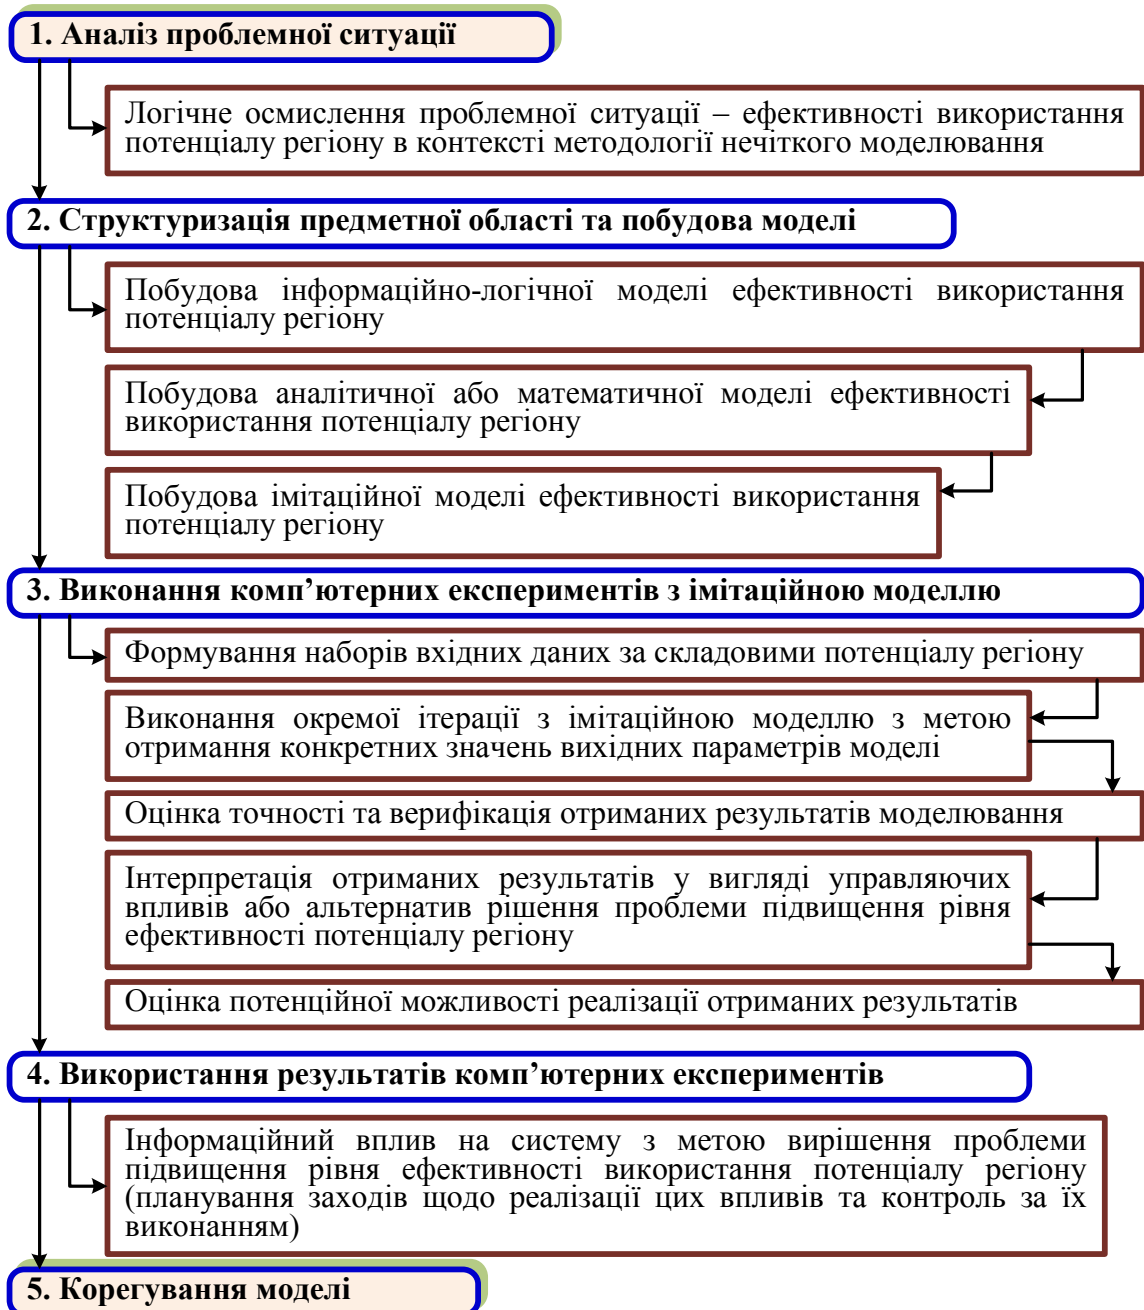 1. Аналіз проблемної ситуації
Логічне осмислення проблемної ситуації – ефективності використання
потенціалу регіону в контексті методології нечіткого моделювання
2. Структуризація предметної області та побудова моделі
Побудова інформаційно-логічної моделі ефективності використання
потенціалу регіону
Побудова аналітичної або математичної моделі ефективності
використання потенціалу регіону
Побудова імітаційної моделі ефективності використання
потенціалу регіону
3. Виконання комп’ютерних експериментів з імітаційною моделлю
Формування наборів вхідних даних за складовими потенціалу регіону
Виконання окремої ітерації з імітаційною моделлю з метою
отримання конкретних значень вихідних параметрів моделі
Оцінка точності та верифікація отриманих результатів моделювання
Інтерпретація отриманих результатів у вигляді управляючих
впливів або альтернатив рішення проблеми підвищення рівня
ефективності потенціалу регіону
Оцінка потенційної можливості реалізації отриманих результатів
4. Використання результатів комп’ютерних експериментів
Інформаційний вплив на систему з метою вирішення проблеми
підвищення рівня ефективності використання потенціалу регіону
(планування заходів щодо реалізації цих впливів та контроль за їх
виконанням)
5. Корегування моделі